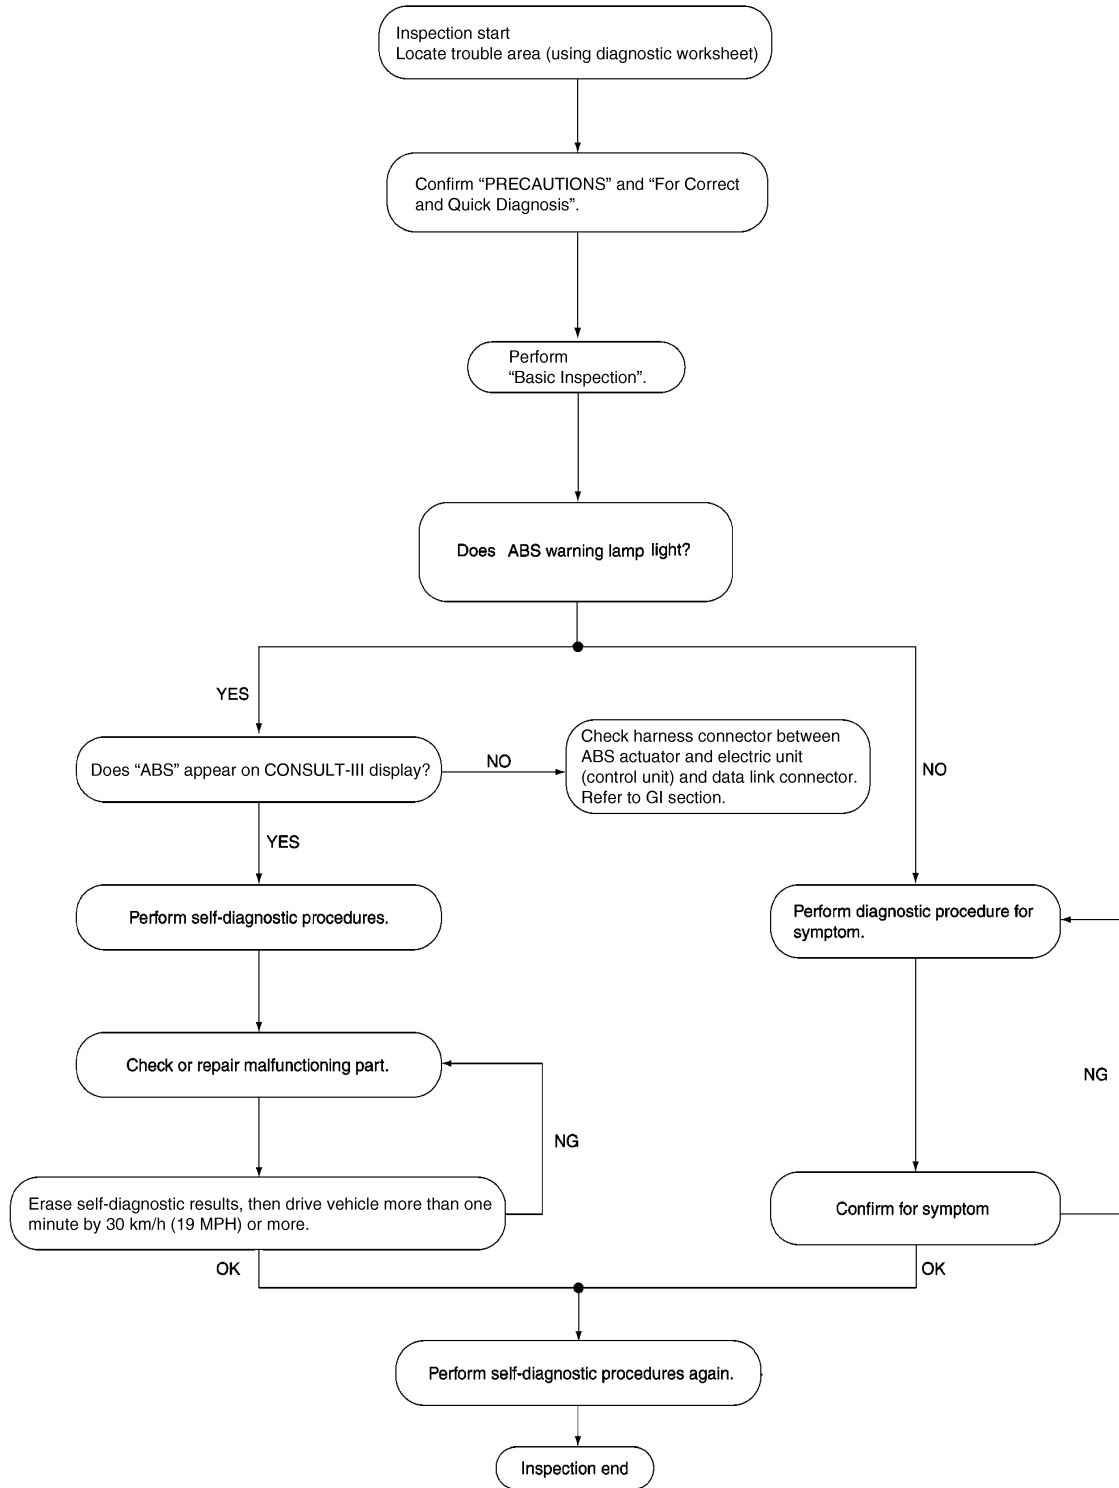 Inspection start
Locate trouble area (using diagnostic worksheet)
Confirm “PRECAUTIONS” and “For Correct
and Quick Diagnosis”.
Perform
“Basic Inspection”.
Does ABS warning lamp light?
YES
NO
Does “ABS” appear on CONSULT-III display?
NO
Check harness connector between
ABS actuator and electric unit
(control unit) and data link connector.
Refer to GI section.
YES
Perform self-diagnostic procedures.
Perform diagnostic procedure for
symptom.
Check or repair malfunctioning part.
NG
NG
Erase self-diagnostic results, then drive vehicle more than one
minute by 30 km/h (19 MPH) or more.
Confirm for symptom
OK
OK
Perform self-diagnostic procedures again.
Inspection end